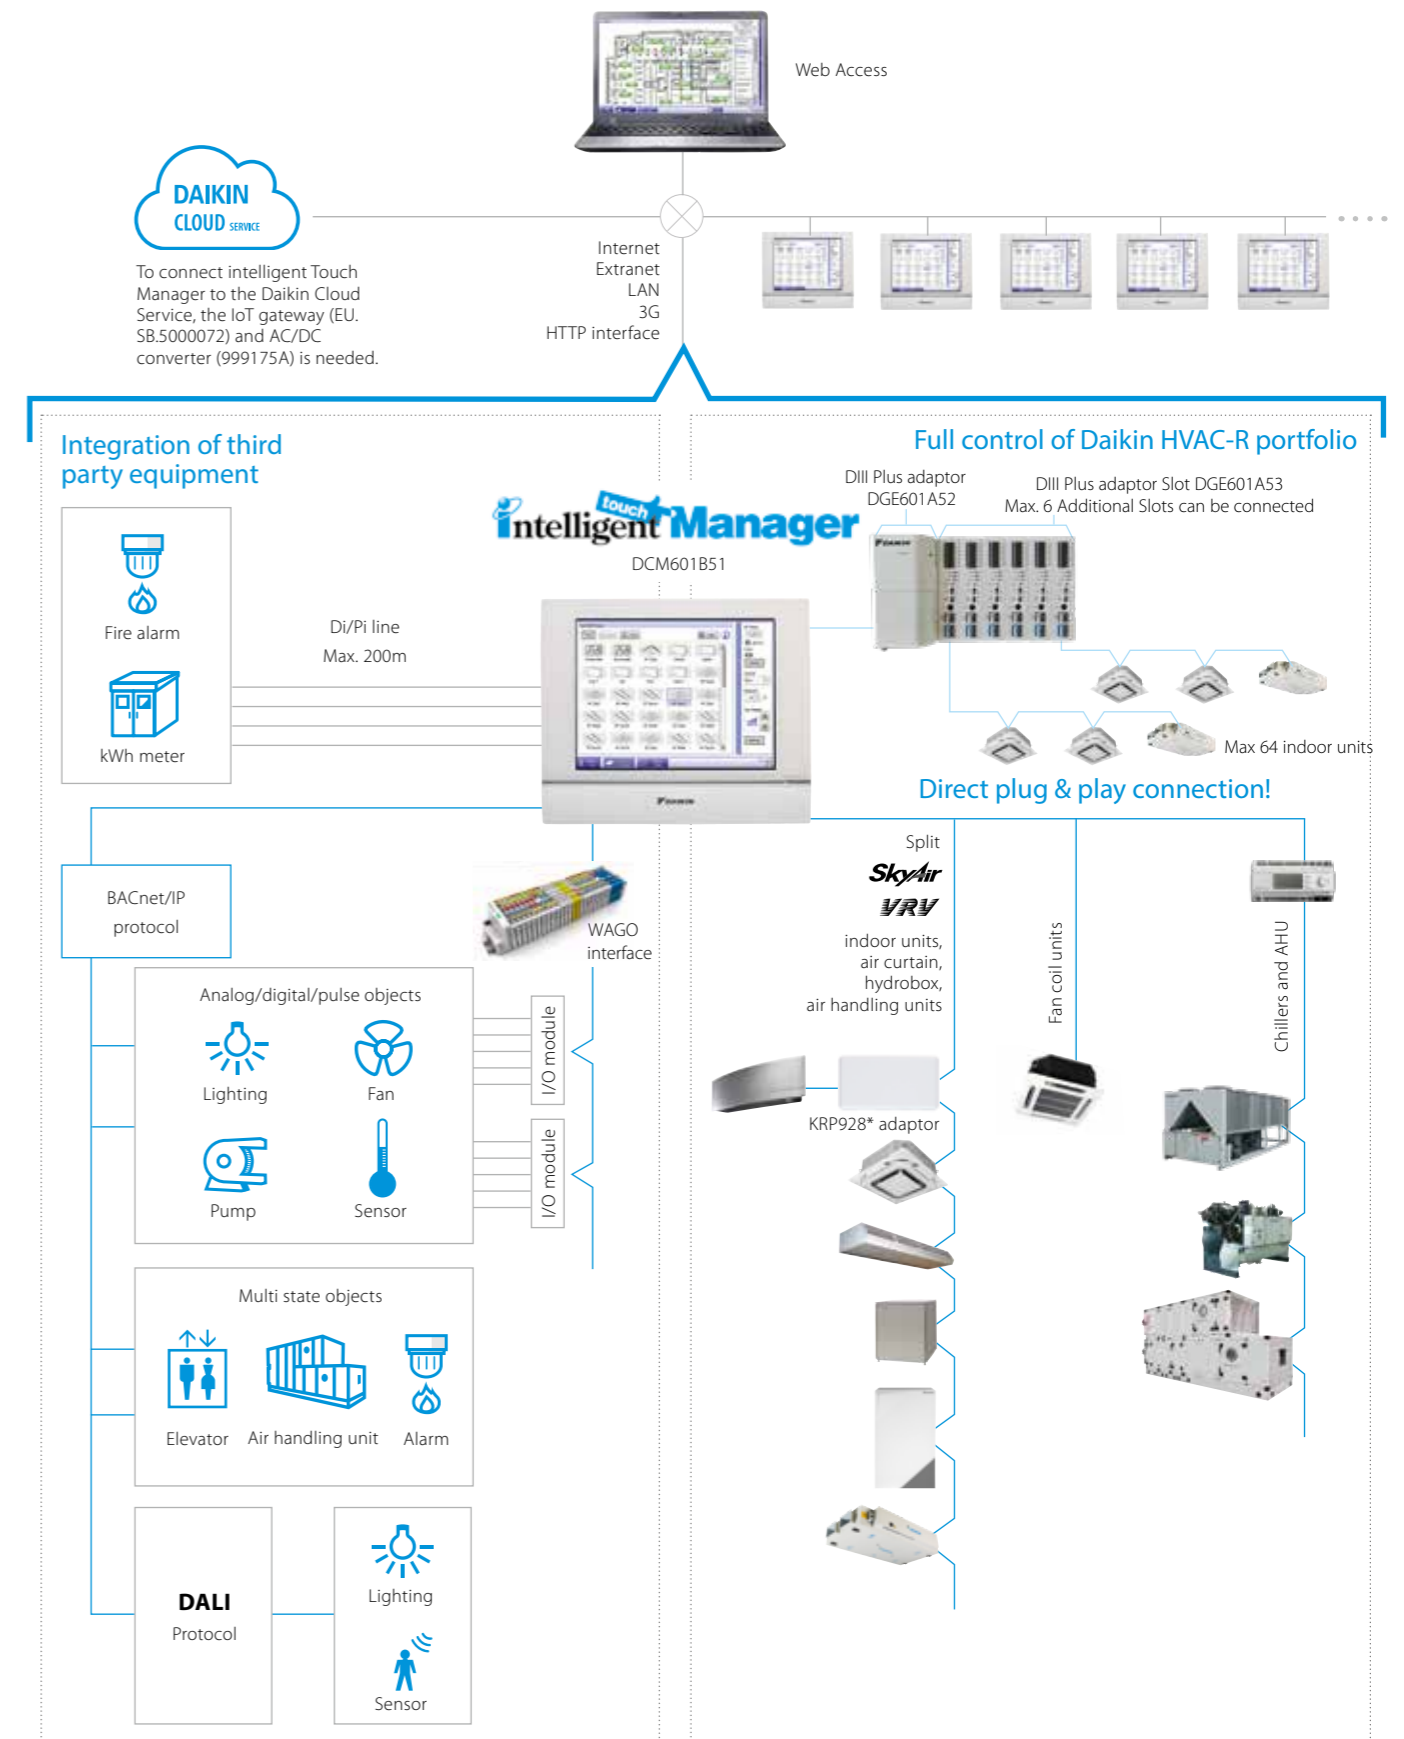 Web Access
DAIKIN
CLOUD SERVICE
To connect intelligent Touch
Manager to the Daikin Cloud
Service, the IoT gateway (EU.
SB.5000072) and AC/DC
converter (999175A) is needed.
Internet
Extranet
LAN
3G
HTTP interface
Integration of third
party equipment
Full control of Daikin HVAC-R portfolio
DIII Plus adaptor
DGE601A52
DIII Plus adaptor Slot DGE601A53
Max. 6 Additional Slots can be connected
intelligent touch Manager
DCM601B51
DAIKIN
Fire alarm
kWh meter
Di/Pi line
Max. 200m
DAIKIN
Max 64 indoor units
Direct plug & play connection!
BACnet/IP
protocol
WAGO
interface
Analog/digital/pulse objects
Lighting
Fan
Pump
Sensor
I/O module
I/O module
Multi state objects
Elevator
Air handling unit
Alarm
DALI
Protocol
Lighting
Sensor
Split
SkyAir
VRV
indoor units,
air curtain,
hydrobox,
air handling units
KRP928* adaptor
Fan coil units
Chillers and AHU